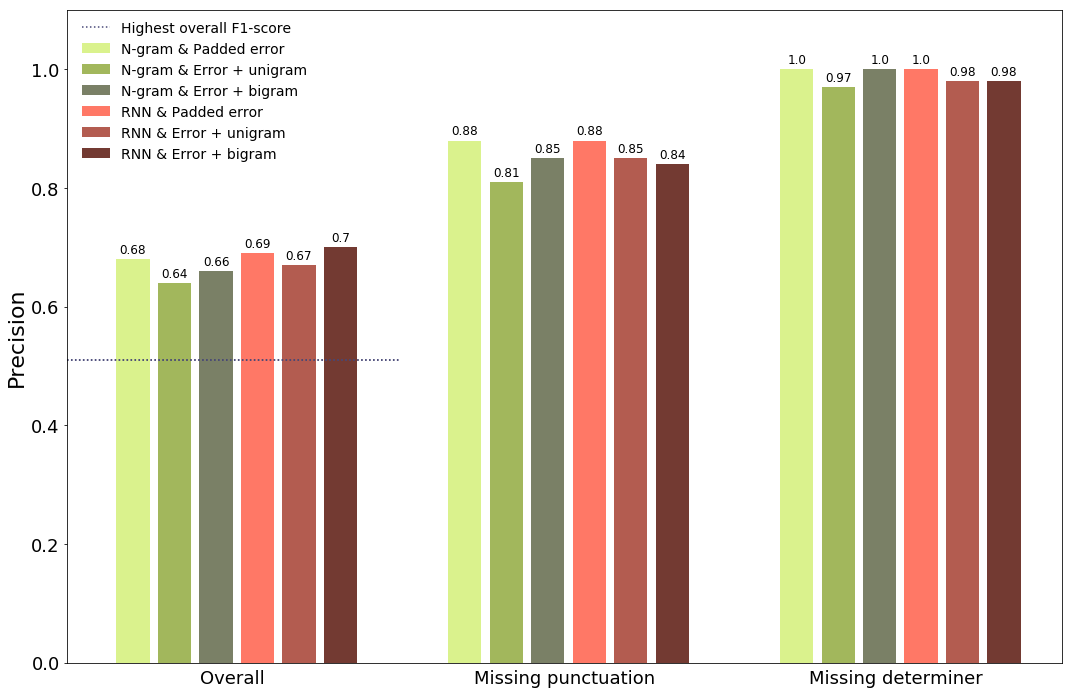 Highest overall F1-score
N-gram & Padded error
N-gram & Error + unigram
N-gram & Error + bigram
RNN & Padded error
RNN & Error + unigram
RNN & Error + bigram
Precision
1.0
0.8
0.6
0.4
0.2
0.0
0.68
0.64
0.66
0.69
0.67
0.7
0.88
0.81
0.85
0.88
0.85
0.84
1.0
0.97
1.0
1.0
0.98
0.98
Overall
Missing punctuation
Missing determiner